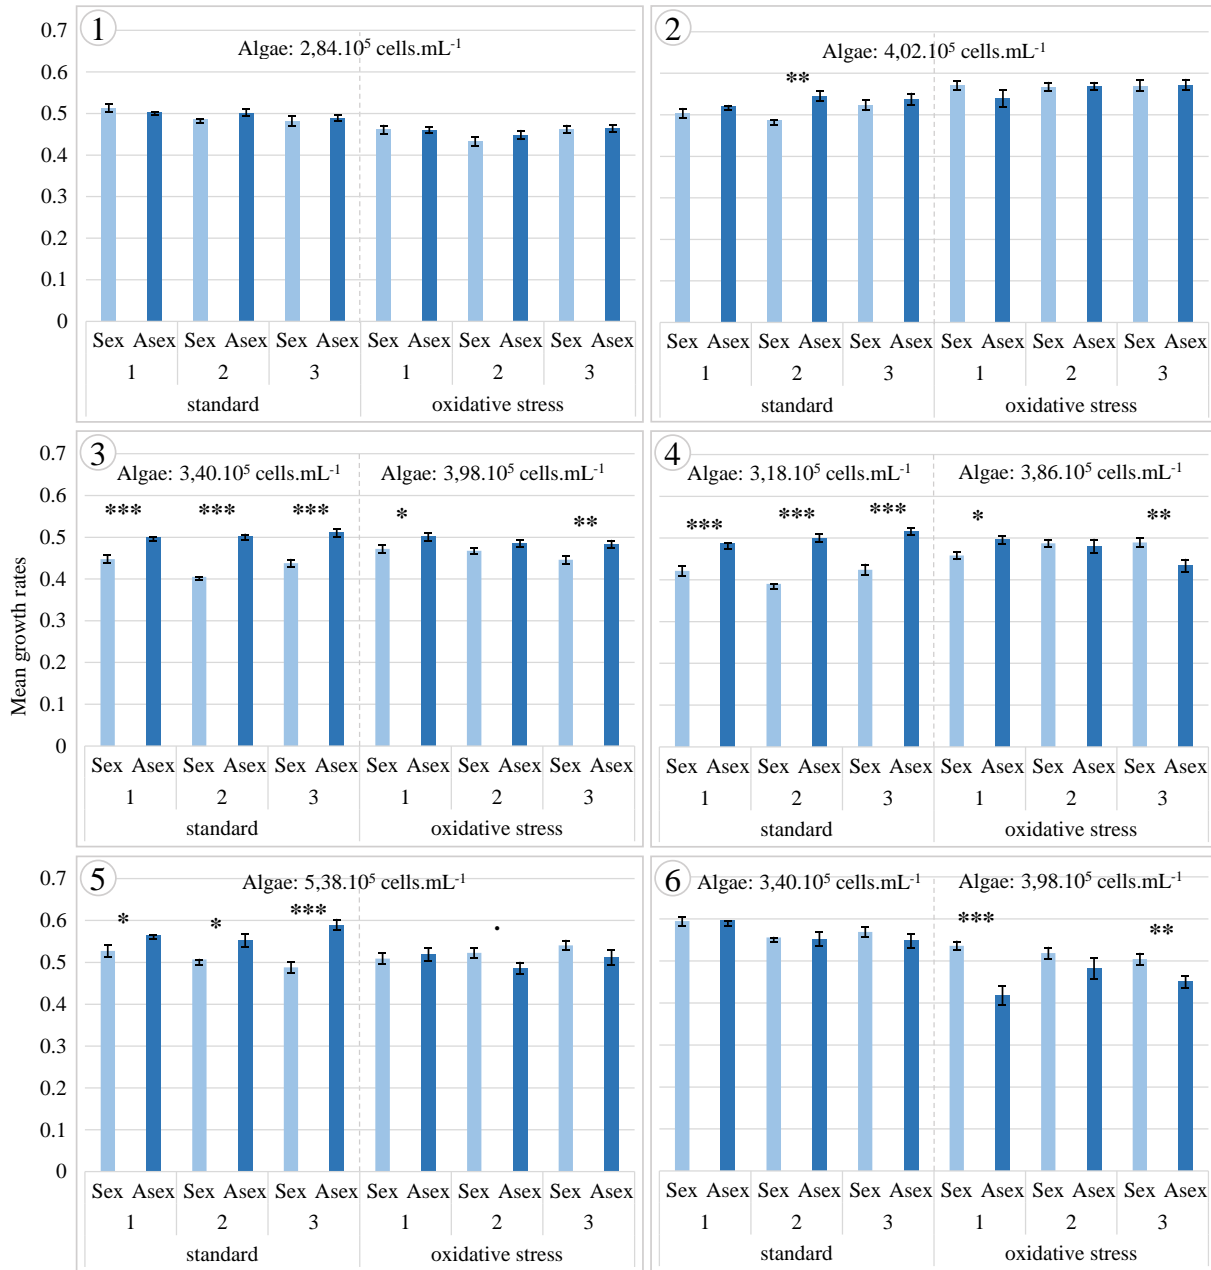 Mean growth rates
1
Algae: 2,84.10⁵ cells.mL⁻¹
0.7
0.6
0.5
0.4
0.3
0.2
0.1
0
Sex Asex Sex Asex Sex Asex Sex Asex Sex Asex Sex Asex
1 2 3 1 2 3
standard oxidative stress
2
Algae: 4,02.10⁵ cells.mL⁻¹
**
Sex Asex Sex Asex Sex Asex Sex Asex Sex Asex Sex Asex
1 2 3 1 2 3
standard oxidative stress
3
Algae: 3,40.10⁵ cells.mL⁻¹ Algae: 3,98.10⁵ cells.mL⁻¹
*** *** *** * **
0.7
0.6
0.5
0.4
0.3
0.2
0.1
0
Sex Asex Sex Asex Sex Asex Sex Asex Sex Asex Sex Asex
1 2 3 1 2 3
standard oxidative stress
4
Algae: 3,18.10⁵ cells.mL⁻¹ Algae: 3,86.10⁵ cells.mL⁻¹
*** *** *** * **
Sex Asex Sex Asex Sex Asex Sex Asex Sex Asex Sex Asex
1 2 3 1 2 3
standard oxidative stress
5
Algae: 5,38.10⁵ cells.mL⁻¹
* * *** .
0.7
0.6
0.5
0.4
0.3
0.2
0.1
0
Sex Asex Sex Asex Sex Asex Sex Asex Sex Asex Sex Asex
1 2 3 1 2 3
standard oxidative stress
6
Algae: 3,40.10⁵ cells.mL⁻¹ Algae: 3,98.10⁵ cells.mL⁻¹
*** **
Sex Asex Sex Asex Sex Asex Sex Asex Sex Asex Sex Asex
1 2 3 1 2 3
standard oxidative stress